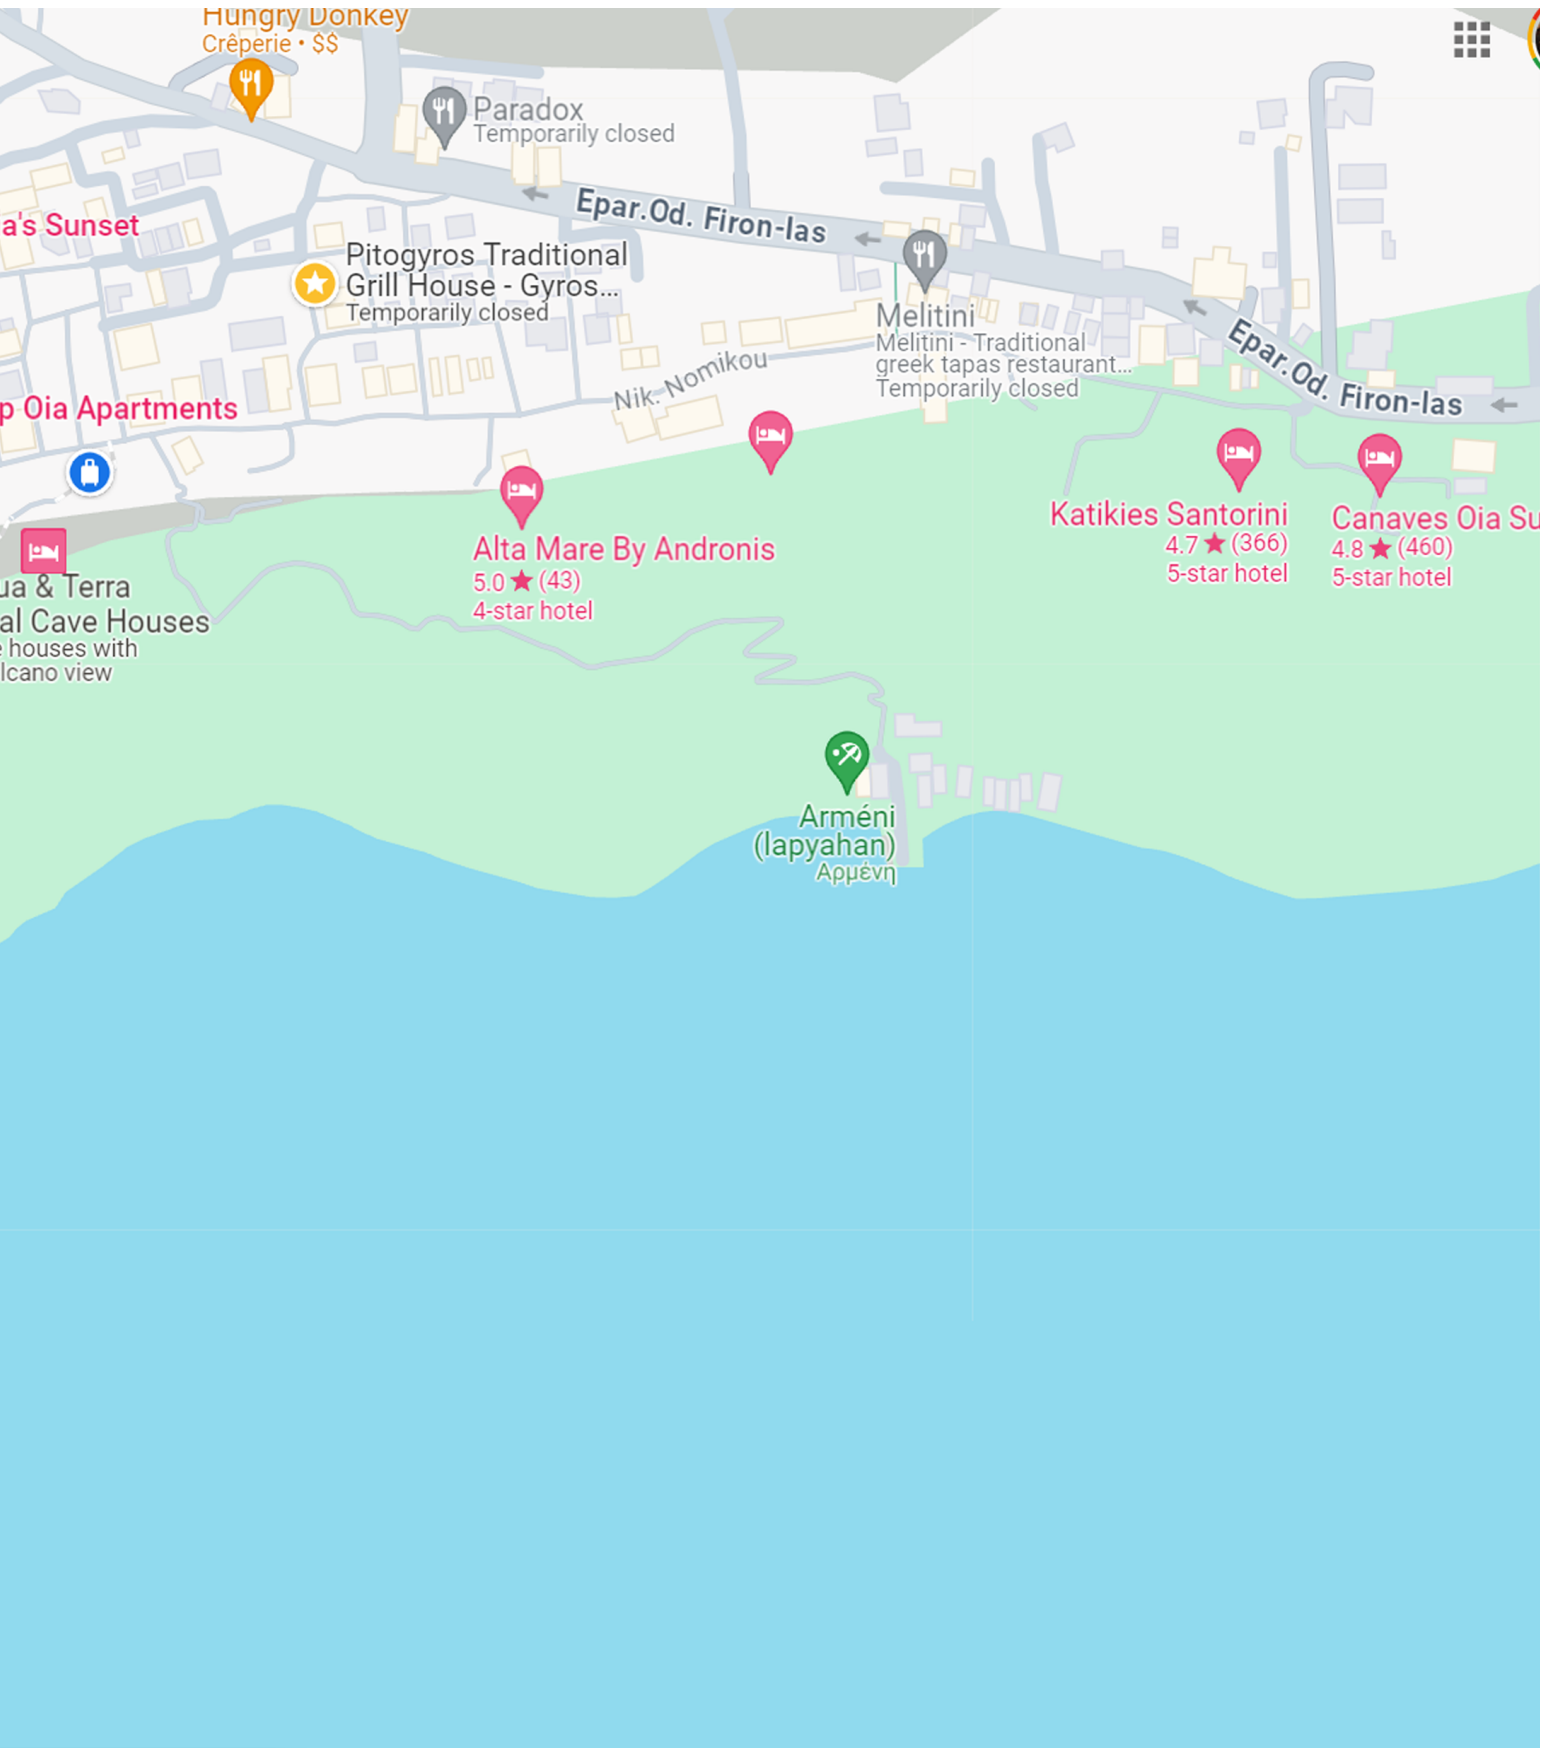 Hungry Donkey
Crêperie • $$
Paradox
Temporarily closed
Epar.Od. Firon-Ias
a's Sunset
Pitogyros Traditional
Grill House - Gyros...
Temporarily closed
Melitini
Melitini - Traditional
greek tapas restaurant...
Temporarily closed
Epar.Od. Firon-Ias
Nik. Nomikou
p Oia Apartments
Alta Mare By Andronis
5.0 ★ (43)
4-star hotel
Katikies Santorini
4.7 ★ (366)
5-star hotel
Canaves Oia Su
4.8 ★ (460)
5-star hotel
ua & Terra
al Cave Houses
e houses with
lcano view
Arméni
(lapyahan)
Αρμένη